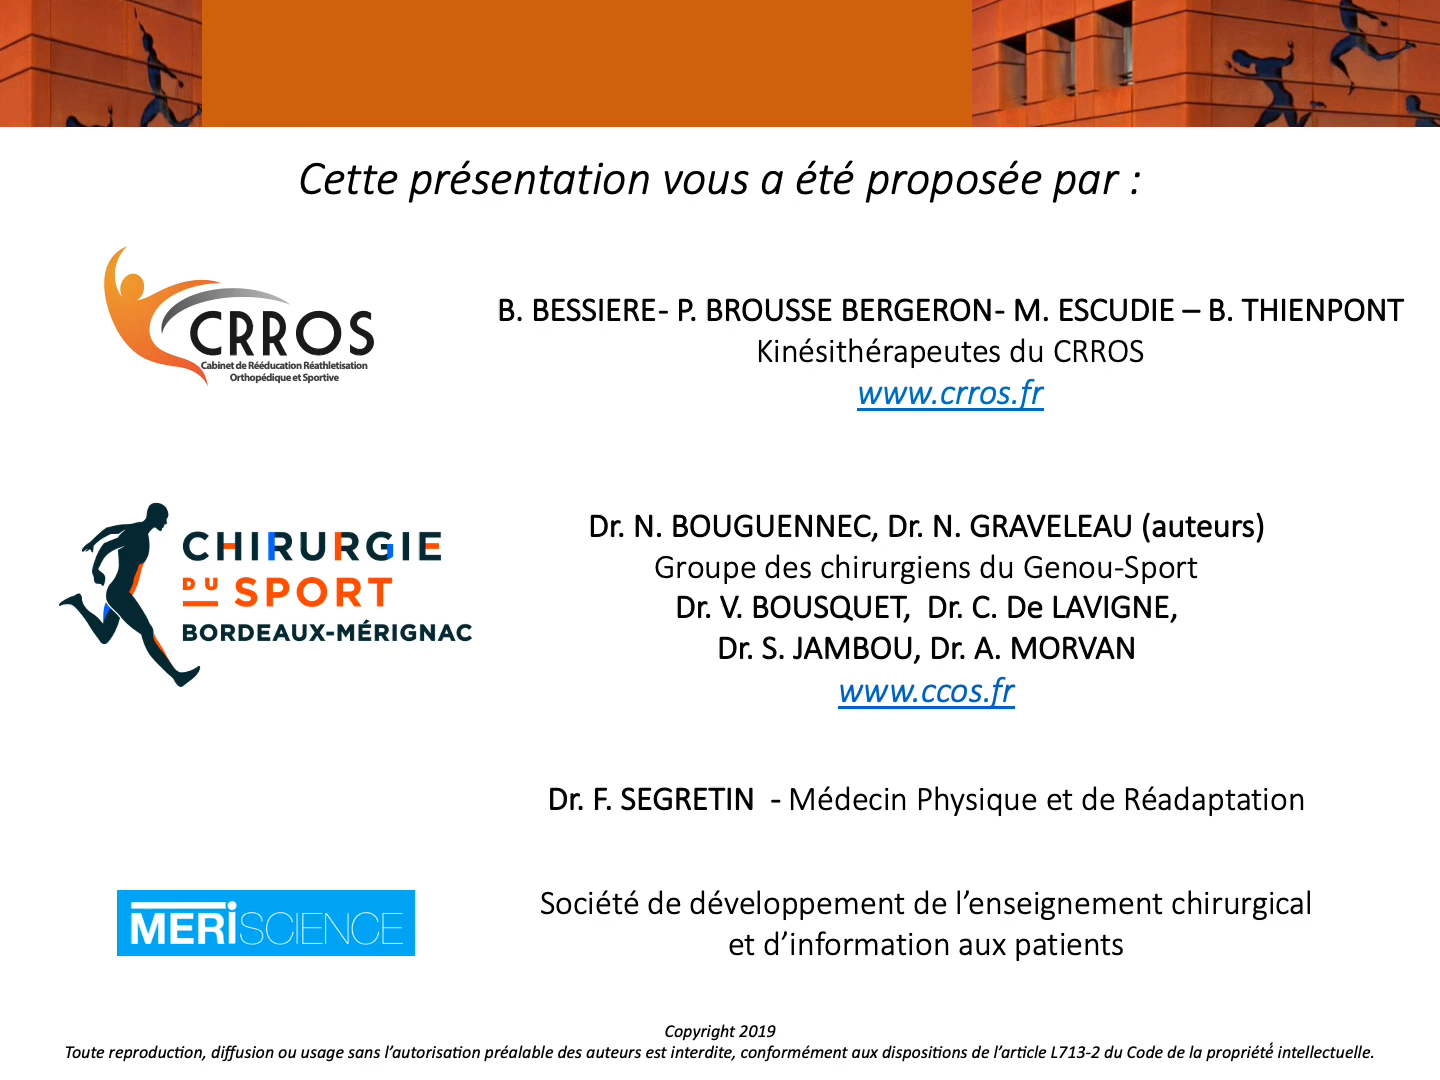 Cette présentation vous a été proposée par :
CRROS
Cabinet de Rééducation Réathletisation
Orthopédique et Sportive
B. BESSIERE- P. BROUSSE BERGERON- M. ESCUDIE – B. THIENPONT
Kinésithérapeutes du CRROS
www.crros.fr
CHIRURGIE
DU SPORT
BORDEAUX-MÉRIGNAC
Dr. N. BOUGUENNEC, Dr. N. GRAVELEAU (auteurs)
Groupe des chirurgiens du Genou-Sport
Dr. V. BOUSQUET, Dr. C. De LAVIGNE,
Dr. S. JAMBOU, Dr. A. MORVAN
www.ccos.fr
Dr. F. SEGRETIN - Médecin Physique et de Réadaptation
MERISCIENCE
Société de développement de l’enseignement chirurgical
et d’information aux patients
Copyright 2019
Toute reproduction, diffusion ou usage sans l’autorisation préalable des auteurs est interdite, conformément aux dispositions de l’article L713-2 du Code de la propriété intellectuelle.